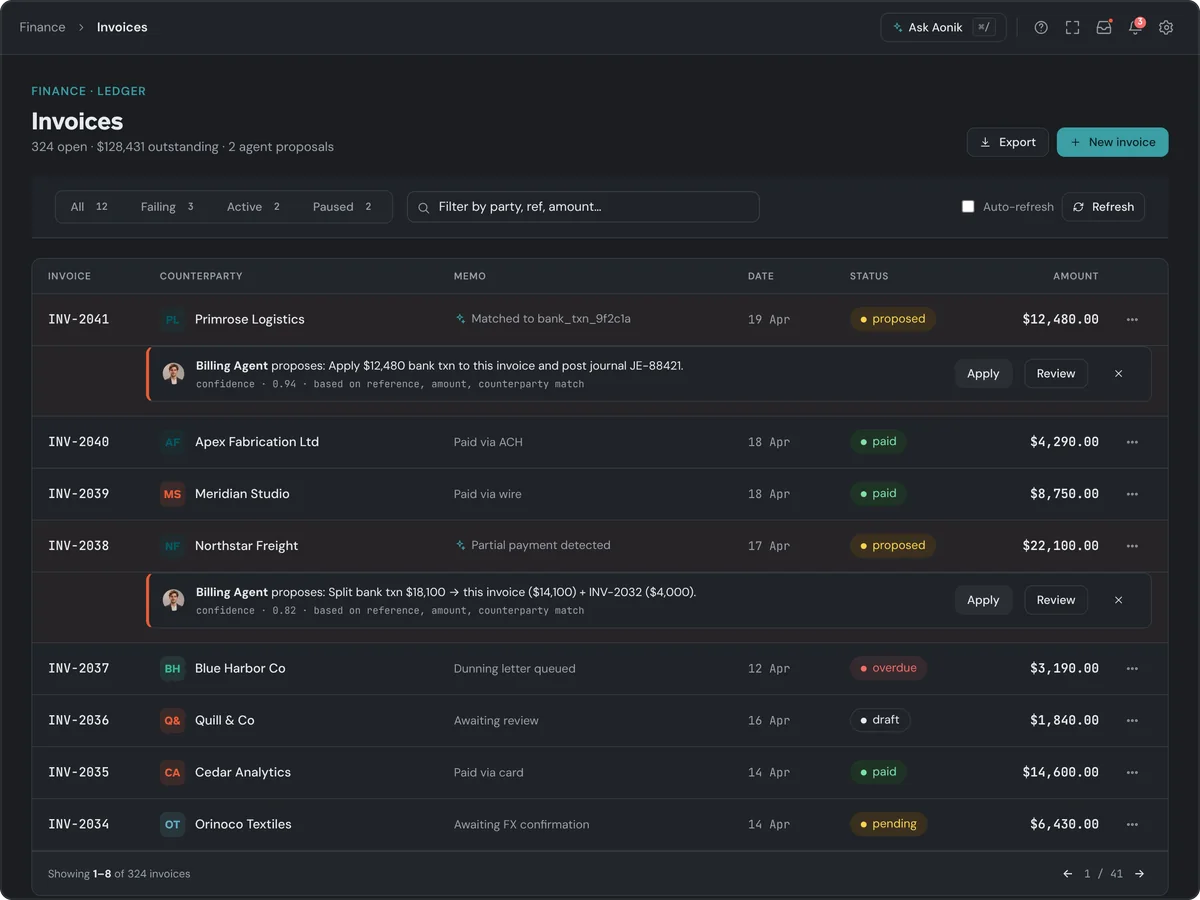 Finance > Invoices
Ask Aonik ⌘/
3
FINANCE · LEDGER
Invoices
324 open · $128,431 outstanding · 2 agent proposals
Export
+ New invoice
All 12 Failing 3 Active 2 Paused 2
Filter by party, ref, amount...
Auto-refresh Refresh
INVOICE COUNTERPARTY MEMO DATE STATUS AMOUNT
INV-2041 PL Primrose Logistics Matched to bank_txn_9f2c1a 19 Apr proposed $12,480.00
Billing Agent proposes: Apply $12,480 bank txn to this invoice and post journal JE-88421.
confidence · 0.94 · based on reference, amount, counterparty match
Apply Review ×
INV-2040 AF Apex Fabrication Ltd Paid via ACH 18 Apr paid $4,290.00
INV-2039 MS Meridian Studio Paid via wire 18 Apr paid $8,750.00
INV-2038 NF Northstar Freight Partial payment detected 17 Apr proposed $22,100.00
Billing Agent proposes: Split bank txn $18,100 → this invoice ($14,100) + INV-2032 ($4,000).
confidence · 0.82 · based on reference, amount, counterparty match
Apply Review ×
INV-2037 BH Blue Harbor Co Dunning letter queued 12 Apr overdue $3,190.00
INV-2036 Q& Quill & Co Awaiting review 16 Apr draft $1,840.00
INV-2035 CA Cedar Analytics Paid via card 14 Apr paid $14,600.00
INV-2034 OT Orinoco Textiles Awaiting FX confirmation 14 Apr pending $6,430.00
Showing 1–8 of 324 invoices
← 1 / 41 →